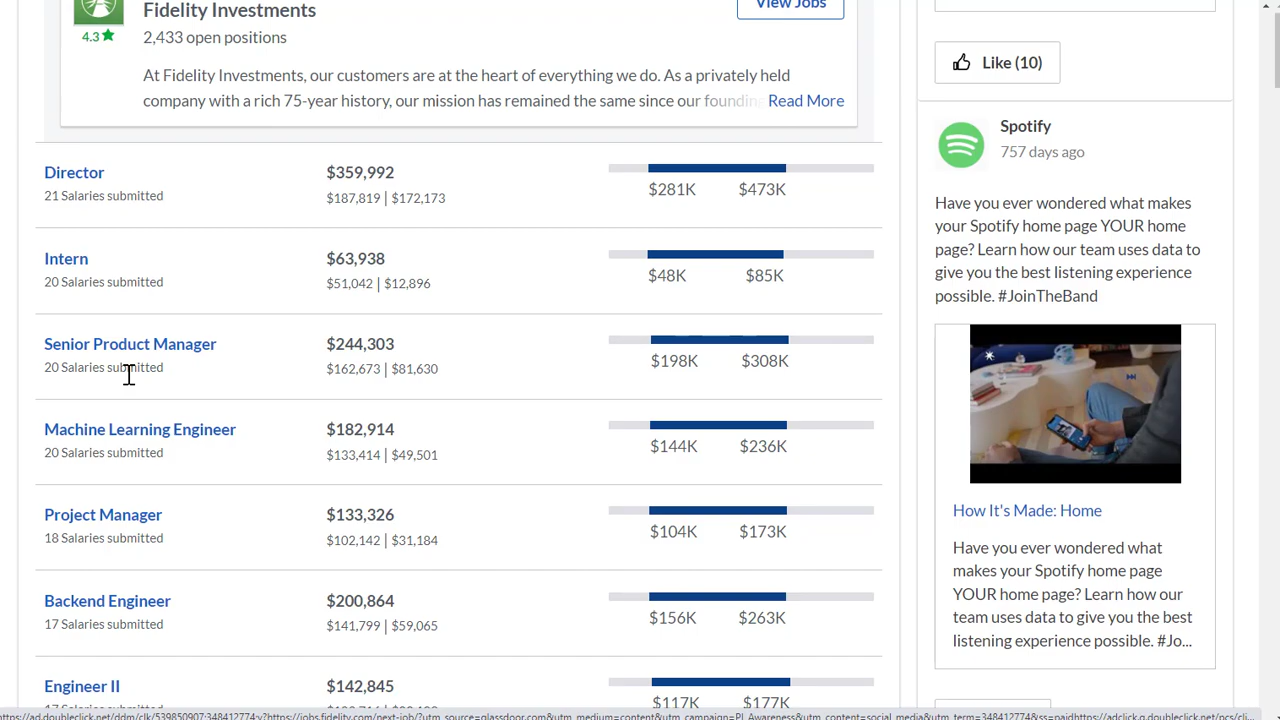 Fidelity Investments
View Jobs
4.3
2,433 open positions
At Fidelity Investments, our customers are at the heart of everything we do. As a privately held
company with a rich 75-year history, our mission has remained the same since our founding
Read More
Director
$359,992
21 Salaries submitted
$187,819 | $172,173
$281K
$473K
Intern
$63,938
20 Salaries submitted
$51,042 | $12,896
$48K
$85K
Senior Product Manager
$244,303
20 Salaries submitted
$162,673 | $81,630
$198K
$308K
Machine Learning Engineer
$182,914
20 Salaries submitted
$133,414 | $49,501
$144K
$236K
Project Manager
$133,326
18 Salaries submitted
$102,142 | $31,184
$104K
$173K
Backend Engineer
$200,864
17 Salaries submitted
$141,799 | $59,065
$156K
$263K
Engineer II
$142,845
$117K
$177K
Like (10)
Spotify
757 days ago
Have you ever wondered what makes
your Spotify home page YOUR home
page? Learn how our team uses data to
give you the best listening experience
possible. #JoinTheBand
How It's Made: Home
Have you ever wondered what
makes your Spotify home page
YOUR home page? Learn how our
team uses data to give you the best
listening experience possible. #Jo...